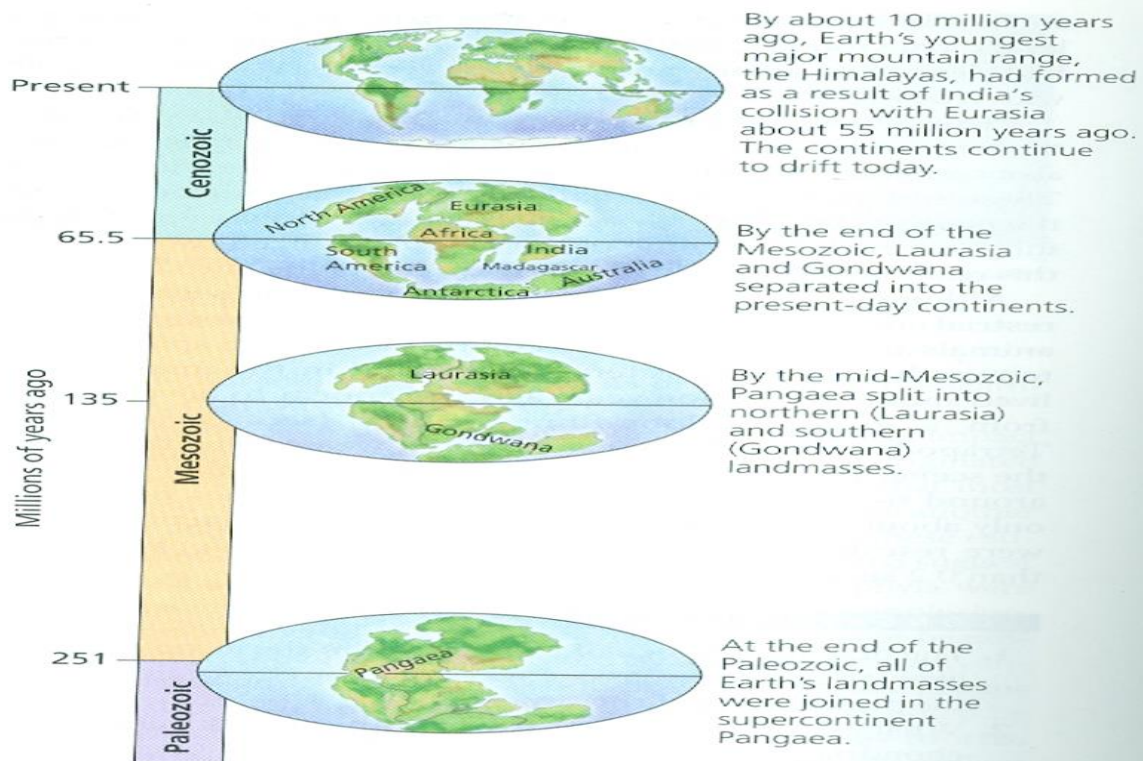 By about 10 million years
ago, Earth's youngest
major mountain range,
the Himalayas, had formed
as a result of India's
collision with Eurasia
about 55 million years ago.
The continents continue
to drift today.
Present
Cenozoic
North America
Eurasia
Africa
South
America
India
Madagascar
Australia
Antarctica
65.5
By the end of the
Mesozoic, Laurasia
and Gondwana
separated into the
present-day continents.
Millions of years ago
135
Mesozoic
Laurasia
Gondwana
By the mid-Mesozoic,
Pangaea split into
northern (Laurasia)
and southern
(Gondwana)
landmasses.
251
Paleozoic
Pangaea
At the end of the
Paleozoic, all of
Earth's landmasses
were joined in the
supercontinent
Pangaea.